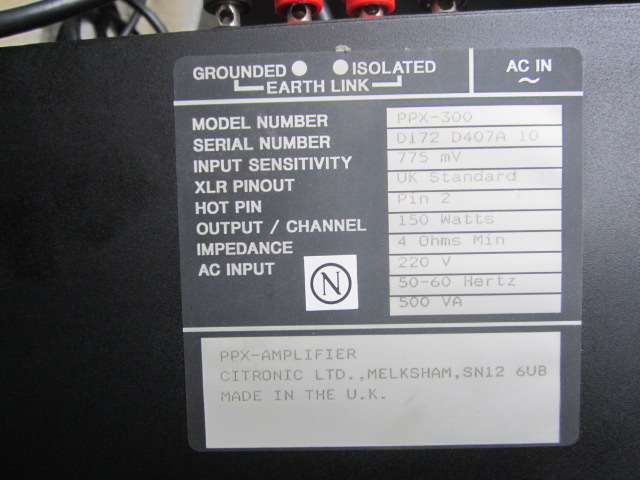 GROUNDED ISOLATED
EARTH LINK
AC IN
~
MODEL NUMBER PPX-300
SERIAL NUMBER D172 D407A 10
INPUT SENSITIVITY 775 mV
XLR PINOUT UK Standard
HOT PIN Pin 2
OUTPUT / CHANNEL 150 Watts
IMPEDANCE 4 Ohms Min
AC INPUT 220 V
50-60 Hertz
500 VA
N
PPX-AMPLIFIER
CITRONIC LTD.,MELKSHAM,SN12 6UB
MADE IN THE U.K.